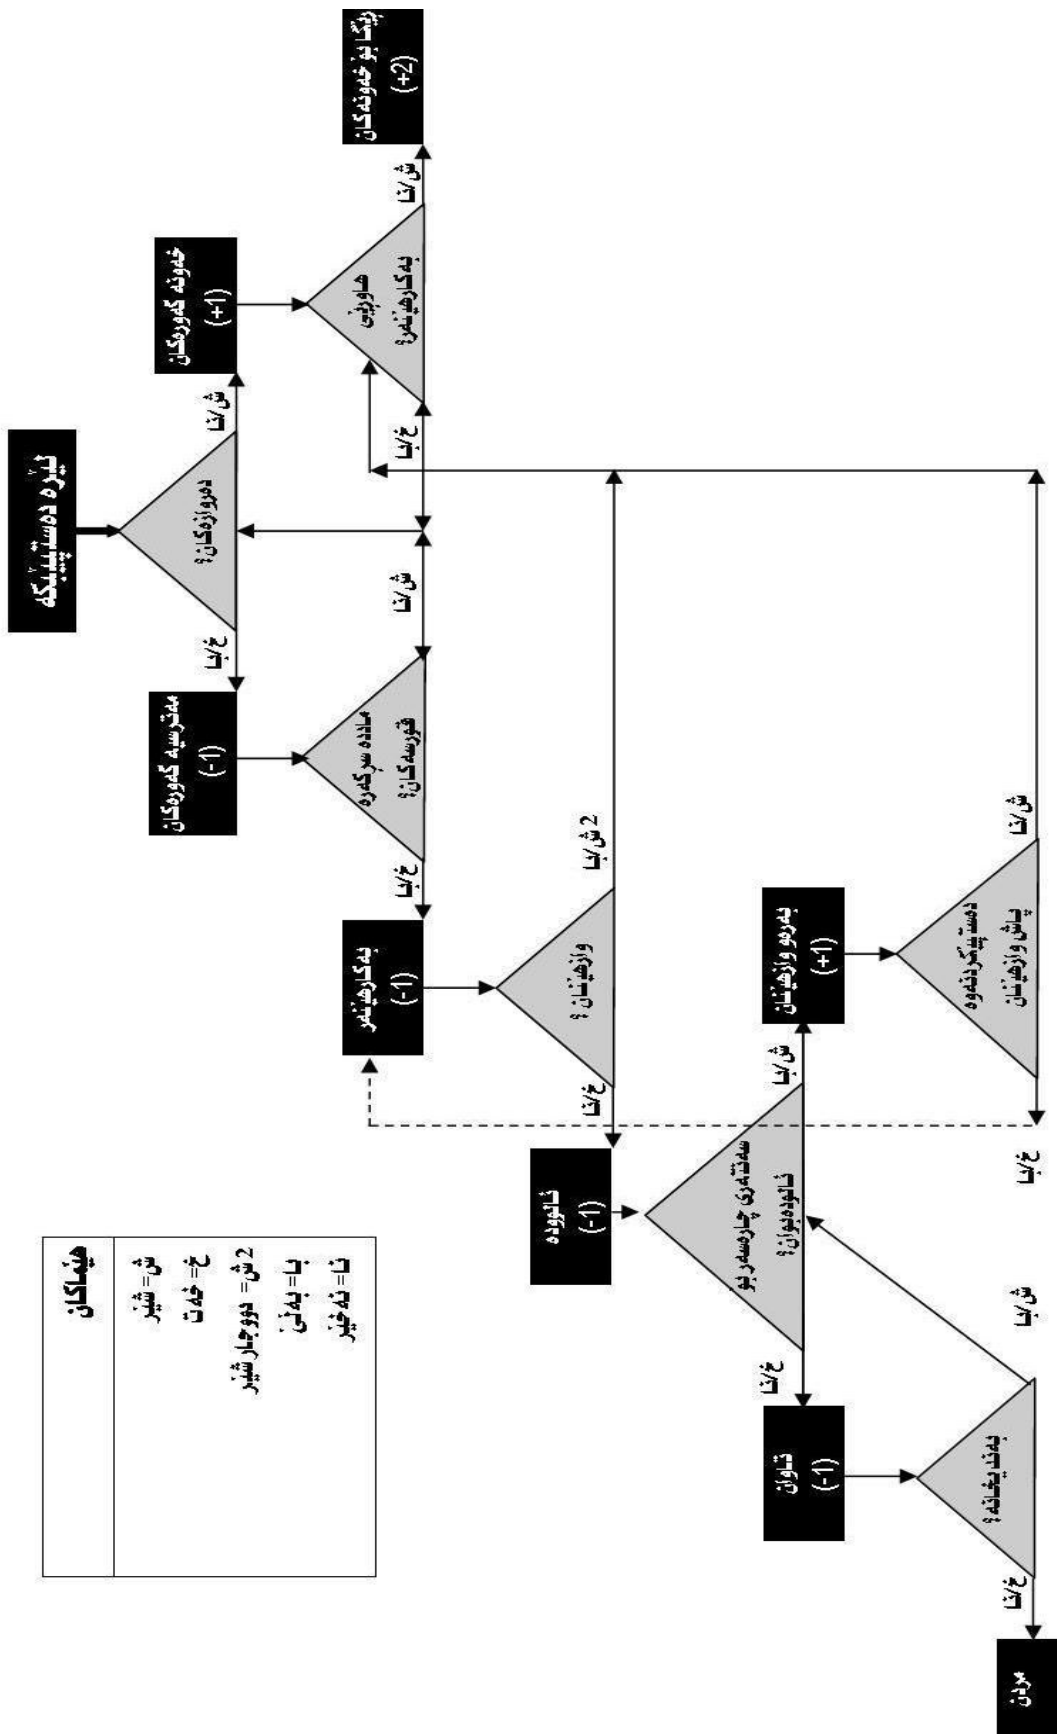 لێرە دەستپێبکە
دەروازەکان؟
خ/با
ش/نا
مەترسیە گەورەکان
(-1)
خەونە گەورەکان
(+1)
ماددە سڕکەرە
قورسەکان؟
خ/با
ش/نا
هاوڕێی
بەکارهێنەر؟
خ/با
ش/نا
ڕێگا بۆ خەونەکان
(+2)
بەکارهێنەر
(-1)
وازهێنان ؟
خ/نا
2 ش/با
ئالوودە
(-1)
سەنتەری چارەسەر بۆ
ئالودەبوان؟
خ/نا
ش/با
تاوان
(-1)
بەرەو وازهێنان
(+1)
بەندیخانە؟
خ/نا
ش/با
دەستپێکردنەوە
پاش وازهێنان
خ/با
ش/نا
مردن
هێماکان
ش= شێر
خ= خەت
2 ش= دووجار شێر
با= بەڵێ
نا= نەخێر